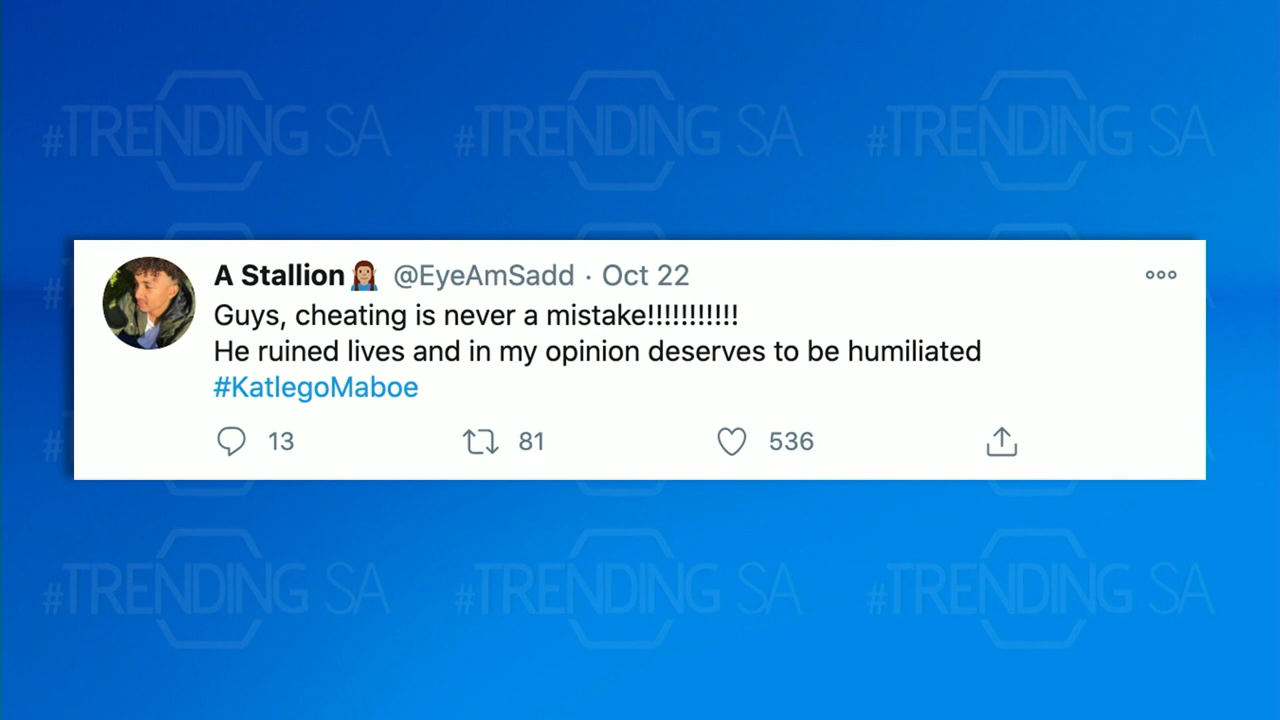 #TRENDING SA #TRENDING SA #TRENDING SA
A Stallion🧝🏽‍♀️ @EyeAmSadd · Oct 22
Guys, cheating is never a mistake!!!!!!!!!!!
He ruined lives and in my opinion deserves to be humiliated
#KatlegoMaboe
13 81 536
#TRENDING SA #TRENDING SA #TRENDING SA